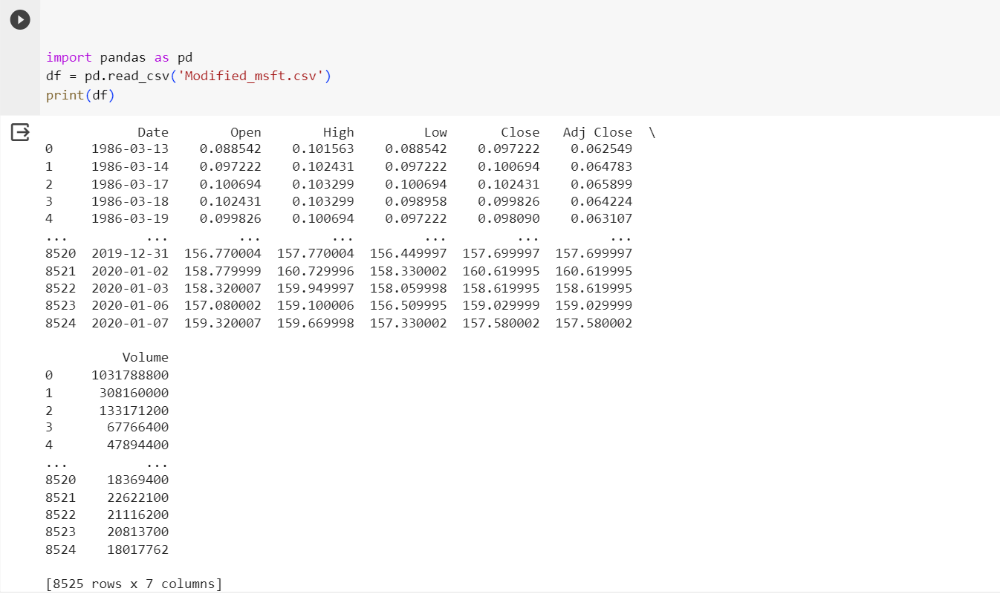 import pandas as pd
df = pd.read_csv('Modified_msft.csv')
print(df)
Date Open High Low Close Adj Close \
0 1986-03-13 0.088542 0.101563 0.088542 0.097222 0.062549
1 1986-03-14 0.097222 0.102431 0.097222 0.100694 0.064783
2 1986-03-17 0.100694 0.103299 0.100694 0.102431 0.065899
3 1986-03-18 0.102431 0.103299 0.098958 0.099826 0.064224
4 1986-03-19 0.099826 0.100694 0.097222 0.098090 0.063107
... ... ... ... ... ... ...
8520 2019-12-31 156.770004 157.770004 156.449997 157.699997 157.699997
8521 2020-01-02 158.779999 160.729996 158.330002 160.619995 160.619995
8522 2020-01-03 158.320007 159.949997 158.059998 158.619995 158.619995
8523 2020-01-06 157.080002 159.100006 156.509995 159.029999 159.029999
8524 2020-01-07 159.320007 159.669998 157.330002 157.580002 157.580002
Volume
0 1031788800
1 308160000
2 133171200
3 67766400
4 47894400
... ...
8520 18369400
8521 22622100
8522 21116200
8523 20813700
8524 18017762
[8525 rows x 7 columns]